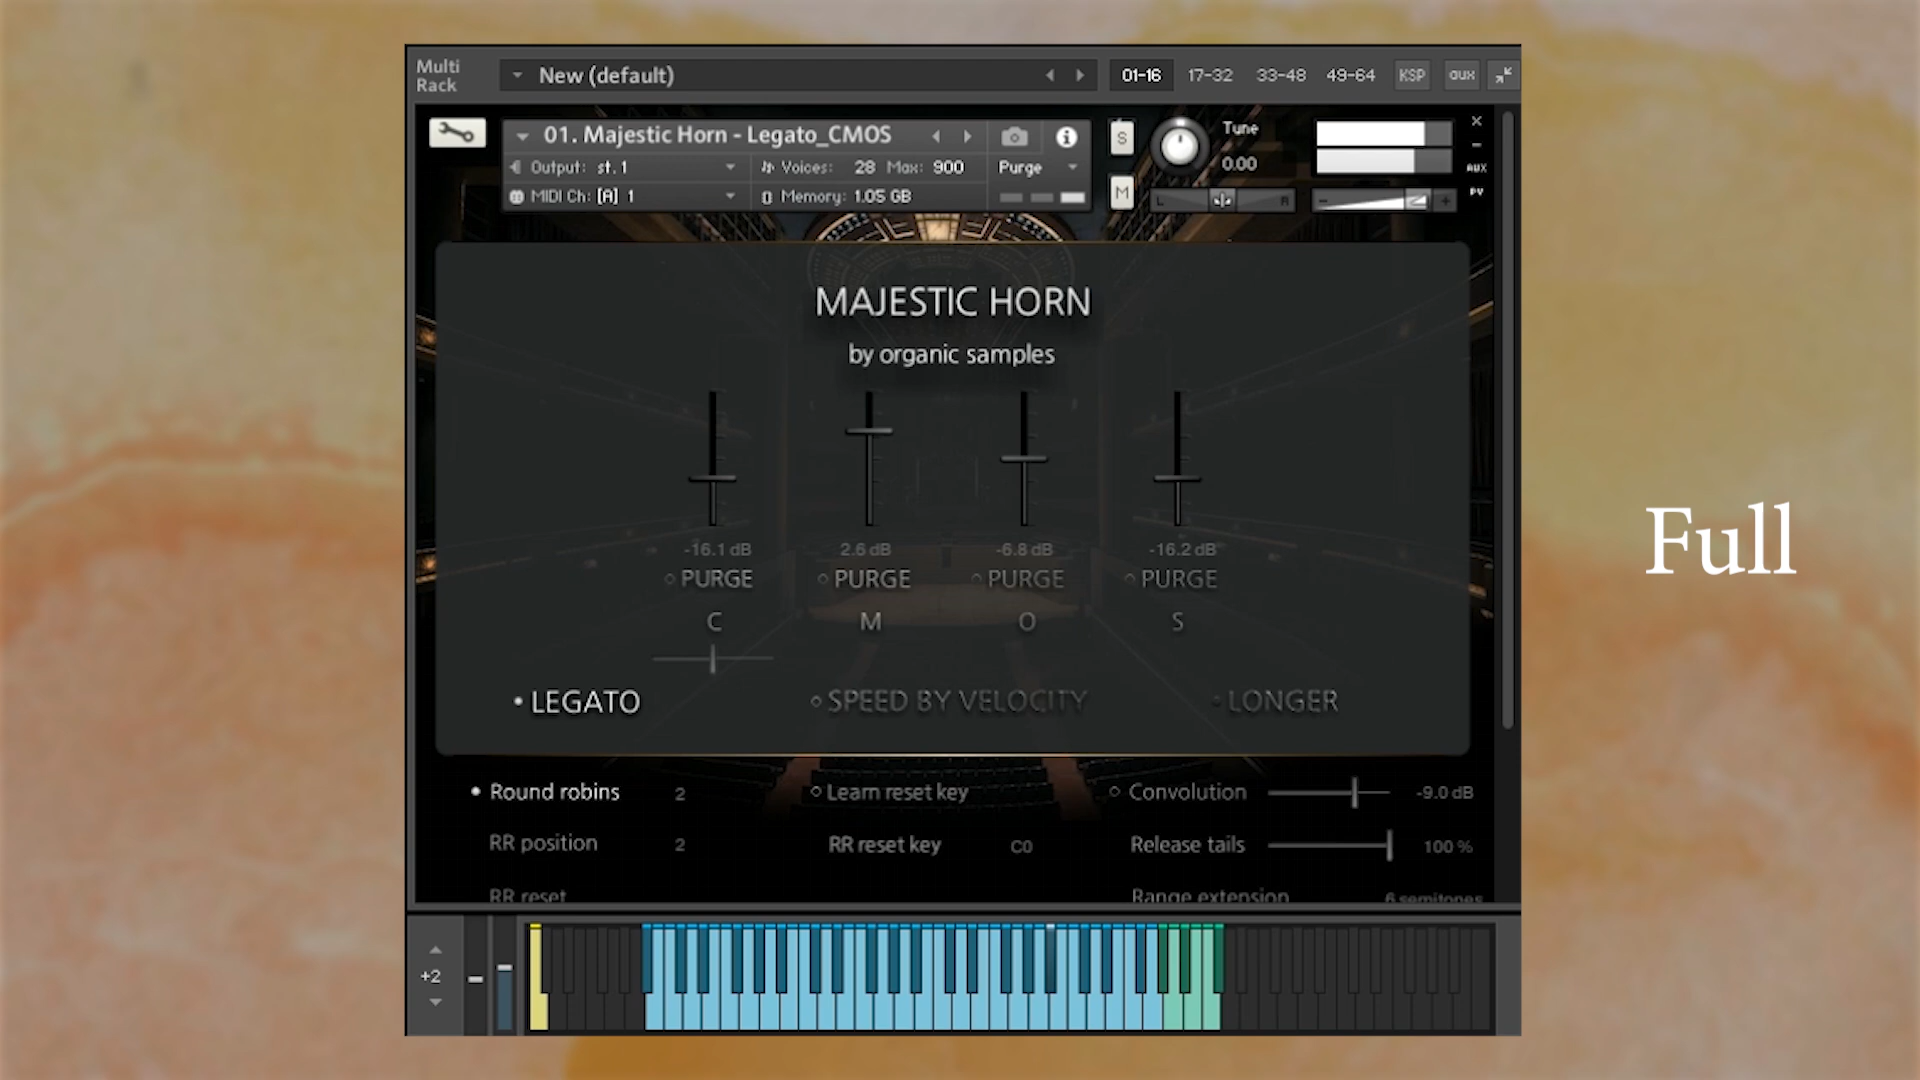 Multi
Rack
New (default)
01-16 17-32 33-48 49-64 KSP aux
01. Majestic Horn - Legato_CMOS
Output: st. 1
Voices: 28 Max: 900
Purge
MIDI Ch: [A] 1
Memory: 1.05 GB
S
M
Tune
0.00
L R
- +
AUX
PV
MAJESTIC HORN
by organic samples
-16.1 dB 2.6 dB -6.8 dB -16.2 dB
PURGE PURGE PURGE PURGE
C M O S
LEGATO SPEED BY VELOCITY LONGER
Round robins 2 Learn reset key Convolution -9.0 dB
RR position 2 RR reset key C0 Release tails 100 %
RR reset Range extension 6 semitones
+2
Full